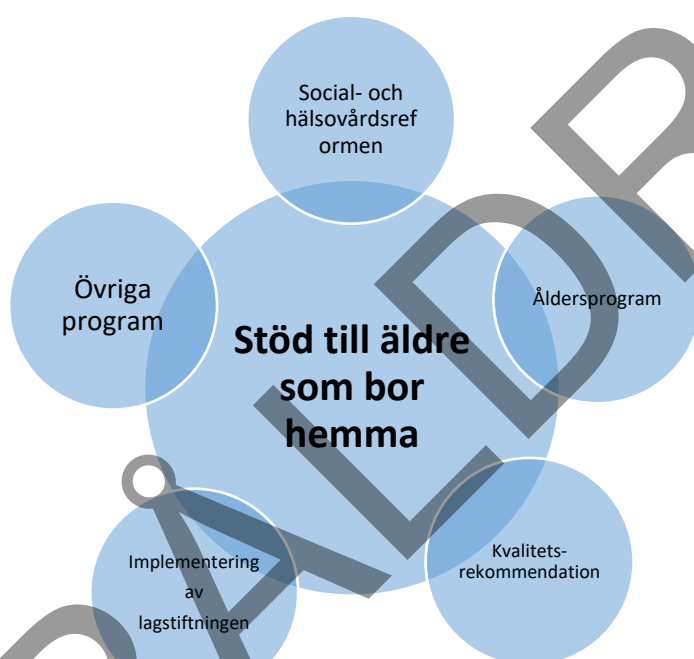 Social- och
hälsovårdsref
ormen
Övriga
program
Åldersprogram
Stöd till äldre
som bor
hemma
Kvalitets-
rekommendation
Implementering
av
lagstiftningen